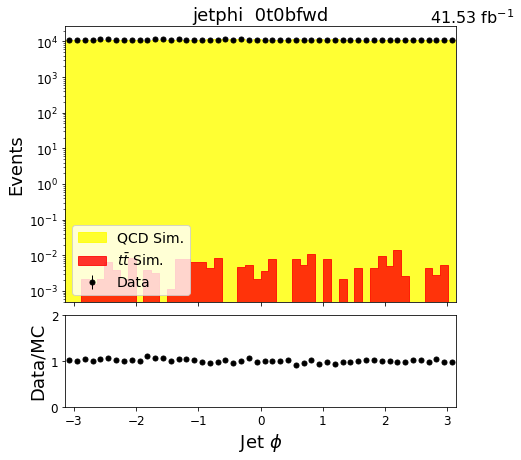 jetphi 0t0bfwd
41.53 fb⁻¹
Events
10⁴
10³
10²
10¹
10⁰
10⁻¹
10⁻²
10⁻³
QCD Sim.
tt̄ Sim.
Data
Data/MC
2
1
0
−3 −2 −1 0 1 2 3
Jet ϕ